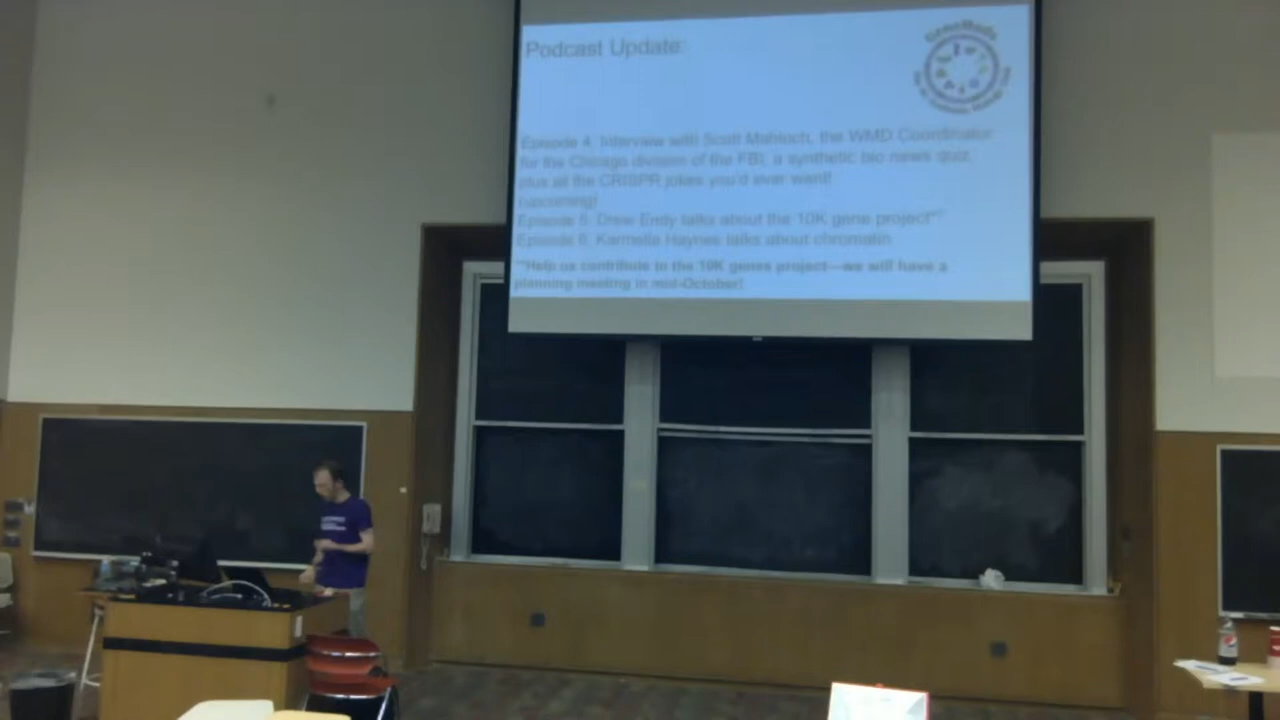 Podcast Update:
GeneMods
Episode 4: Interview with Scott Mahloch, the WMD Coordinator
for the Chicago division of the FBI, a synthetic bio news quiz,
plus all the CRISPR jokes you'd ever want!
(upcoming)
Episode 5: Drew Endy talks about the 10K gene project**
Episode 6: Karmella Haynes talks about chromatin
**Help us contribute to the 10K genes project—we will have a
planning meeting in mid-October!